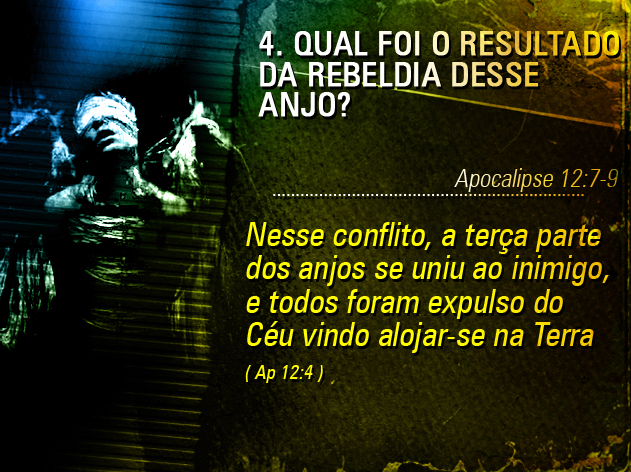 4. QUAL FOI O RESULTADO
DA REBELDIA DESSE
ANJO?
Apocalipse 12:7-9
Nesse conflito, a terça parte
dos anjos se uniu ao inimigo,
e todos foram expulso do
Céu vindo alojar-se na Terra
( Ap 12:4 )